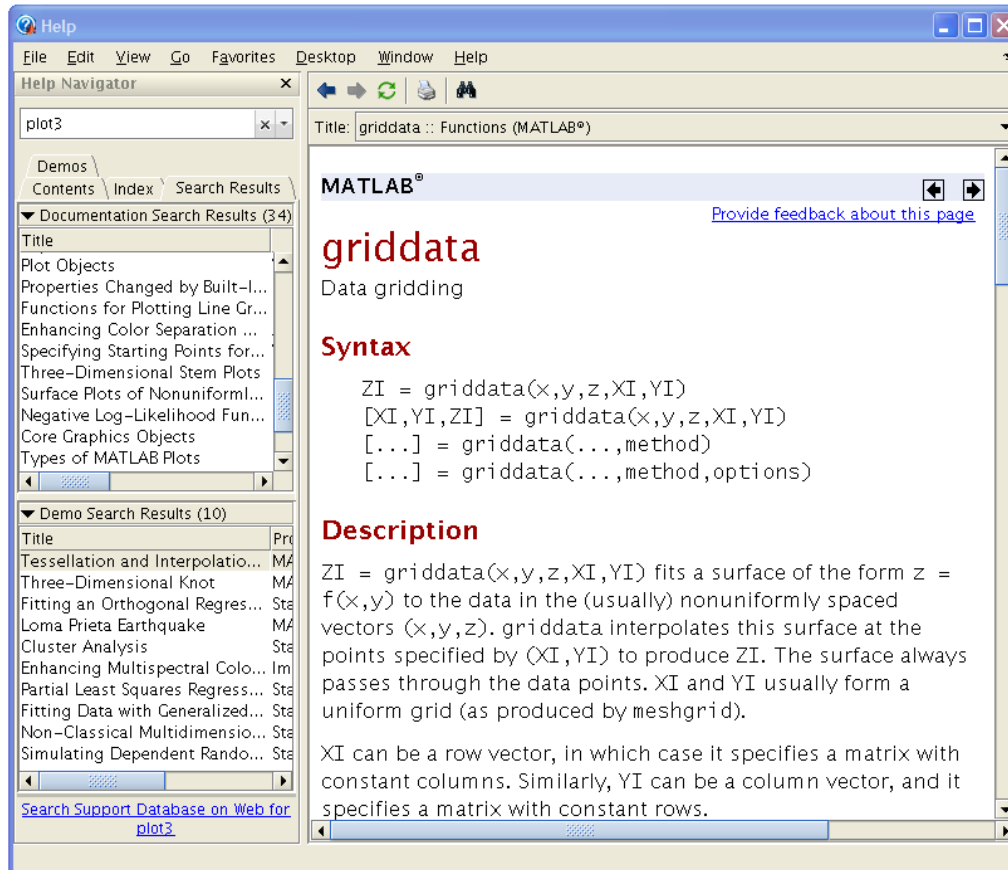 Help
File Edit View Go Favorites Desktop Window Help
Help Navigator
plot3
Demos
Contents Index Search Results
Documentation Search Results (34)
Title
Plot Objects
Properties Changed by Built-I...
Functions for Plotting Line Gr...
Enhancing Color Separation ...
Specifying Starting Points for...
Three-Dimensional Stem Plots
Surface Plots of Nonuniforml...
Negative Log-Likelihood Fun...
Core Graphics Objects
Types of MATLAB Plots
Demo Search Results (10)
Title Pro
Tessellation and Interpolatio... MA
Three-Dimensional Knot MA
Fitting an Orthogonal Regres... Sta
Loma Prieta Earthquake MA
Cluster Analysis Sta
Enhancing Multispectral Colo... Im
Partial Least Squares Regress... Sta
Fitting Data with Generalized... Sta
Non-Classical Multidimensio... Sta
Simulating Dependent Rando... Sta
Search Support Database on Web for
plot3
Title: griddata :: Functions (MATLAB®)
MATLAB®
Provide feedback about this page
griddata
Data gridding
Syntax
ZI = griddata(x,y,z,XI,YI)
[XI,YI,ZI] = griddata(x,y,z,XI,YI)
[...] = griddata(...,method)
[...] = griddata(...,method,options)
Description
ZI = griddata(x,y,z,XI,YI) fits a surface of the form z =
f(x,y) to the data in the (usually) nonuniformly spaced
vectors (x,y,z). griddata interpolates this surface at the
points specified by (XI,YI) to produce ZI. The surface always
passes through the data points. XI and YI usually form a
uniform grid (as produced by meshgrid).
XI can be a row vector, in which case it specifies a matrix with
constant columns. Similarly, YI can be a column vector, and it
specifies a matrix with constant rows.